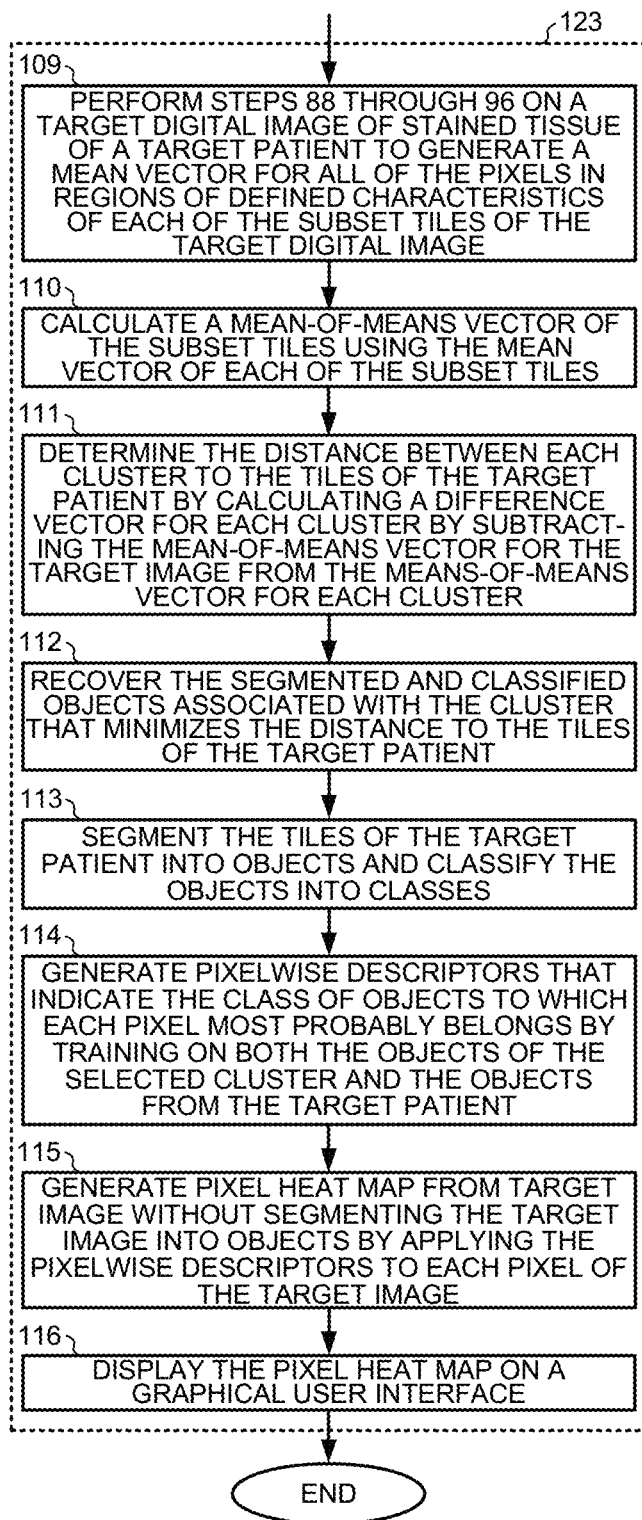 123
109
PERFORM STEPS 88 THROUGH 96 ON A
TARGET DIGITAL IMAGE OF STAINED TISSUE
OF A TARGET PATIENT TO GENERATE A
MEAN VECTOR FOR ALL OF THE PIXELS IN
REGIONS OF DEFINED CHARACTERISTICS
OF EACH OF THE SUBSET TILES OF THE
TARGET DIGITAL IMAGE
110
CALCULATE A MEAN-OF-MEANS VECTOR OF
THE SUBSET TILES USING THE MEAN
VECTOR OF EACH OF THE SUBSET TILES
111
DETERMINE THE DISTANCE BETWEEN EACH
CLUSTER TO THE TILES OF THE TARGET
PATIENT BY CALCULATING A DIFFERENCE
VECTOR FOR EACH CLUSTER BY SUBTRACT-
ING THE MEAN-OF-MEANS VECTOR FOR THE
TARGET IMAGE FROM THE MEANS-OF-MEANS
VECTOR FOR EACH CLUSTER
112
RECOVER THE SEGMENTED AND CLASSIFIED
OBJECTS ASSOCIATED WITH THE CLUSTER
THAT MINIMIZES THE DISTANCE TO THE TILES
OF THE TARGET PATIENT
113
SEGMENT THE TILES OF THE TARGET
PATIENT INTO OBJECTS AND CLASSIFY THE
OBJECTS INTO CLASSES
114
GENERATE PIXELWISE DESCRIPTORS THAT
INDICATE THE CLASS OF OBJECTS TO WHICH
EACH PIXEL MOST PROBABLY BELONGS BY
TRAINING ON BOTH THE OBJECTS OF THE
SELECTED CLUSTER AND THE OBJECTS
FROM THE TARGET PATIENT
115
GENERATE PIXEL HEAT MAP FROM TARGET
IMAGE WITHOUT SEGMENTING THE TARGET
IMAGE INTO OBJECTS BY APPLYING THE
PIXELWISE DESCRIPTORS TO EACH PIXEL OF
THE TARGET IMAGE
116
DISPLAY THE PIXEL HEAT MAP ON A
GRAPHICAL USER INTERFACE
END